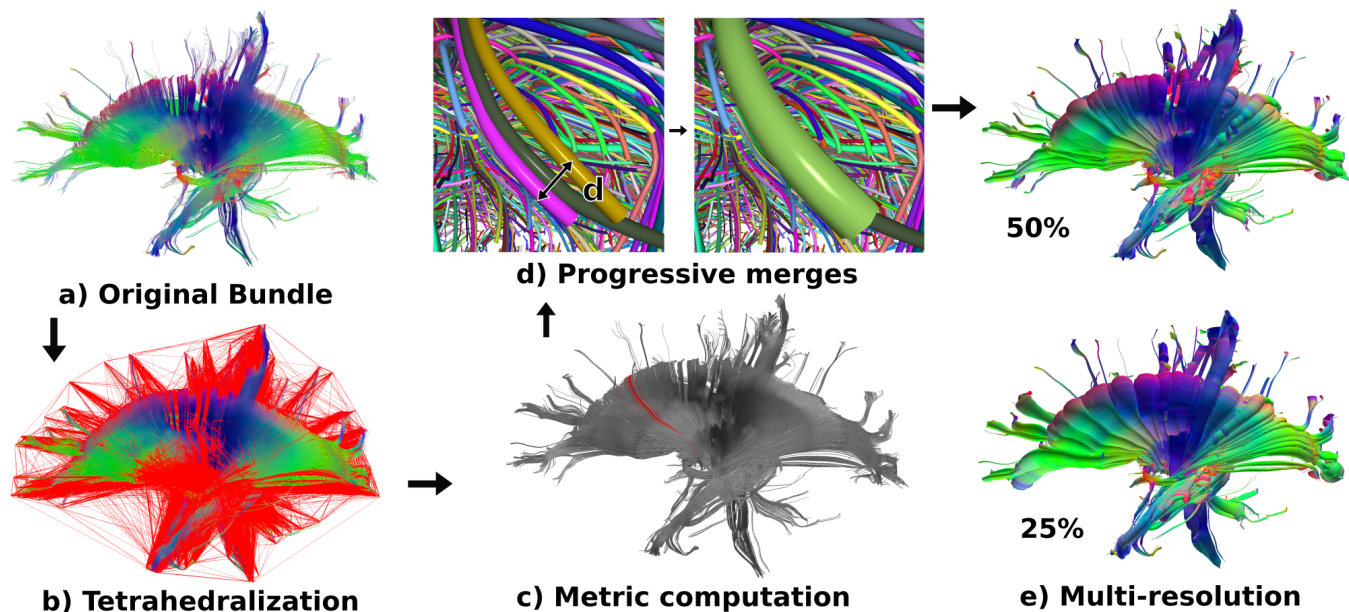 a) Original Bundle
b) Tetrahedralization
c) Metric computation
d
d) Progressive merges
50%
25%
e) Multi-resolution